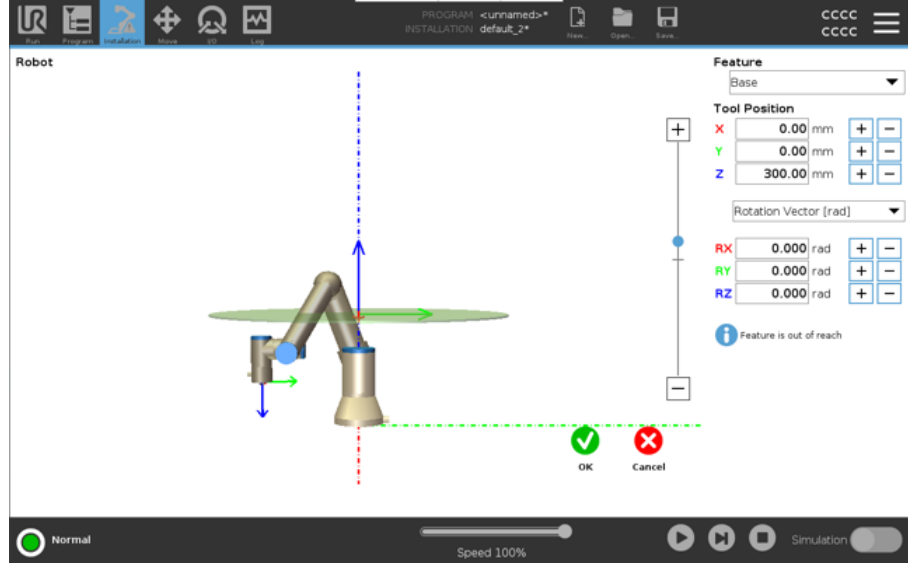 PROGRAM <unnamed>*
INSTALLATION default_2*
Run
Program
Installation
Move
I/O
Log
New...
Open...
Save...
CCCC
CCCC
Robot
Feature
Base
Tool Position
X 0.00 mm + −
Y 0.00 mm + −
Z 300.00 mm + −
Rotation Vector [rad]
RX 0.000 rad + −
RY 0.000 rad + −
RZ 0.000 rad + −
Feature is out of reach
OK
Cancel
Normal
Speed 100%
Simulation